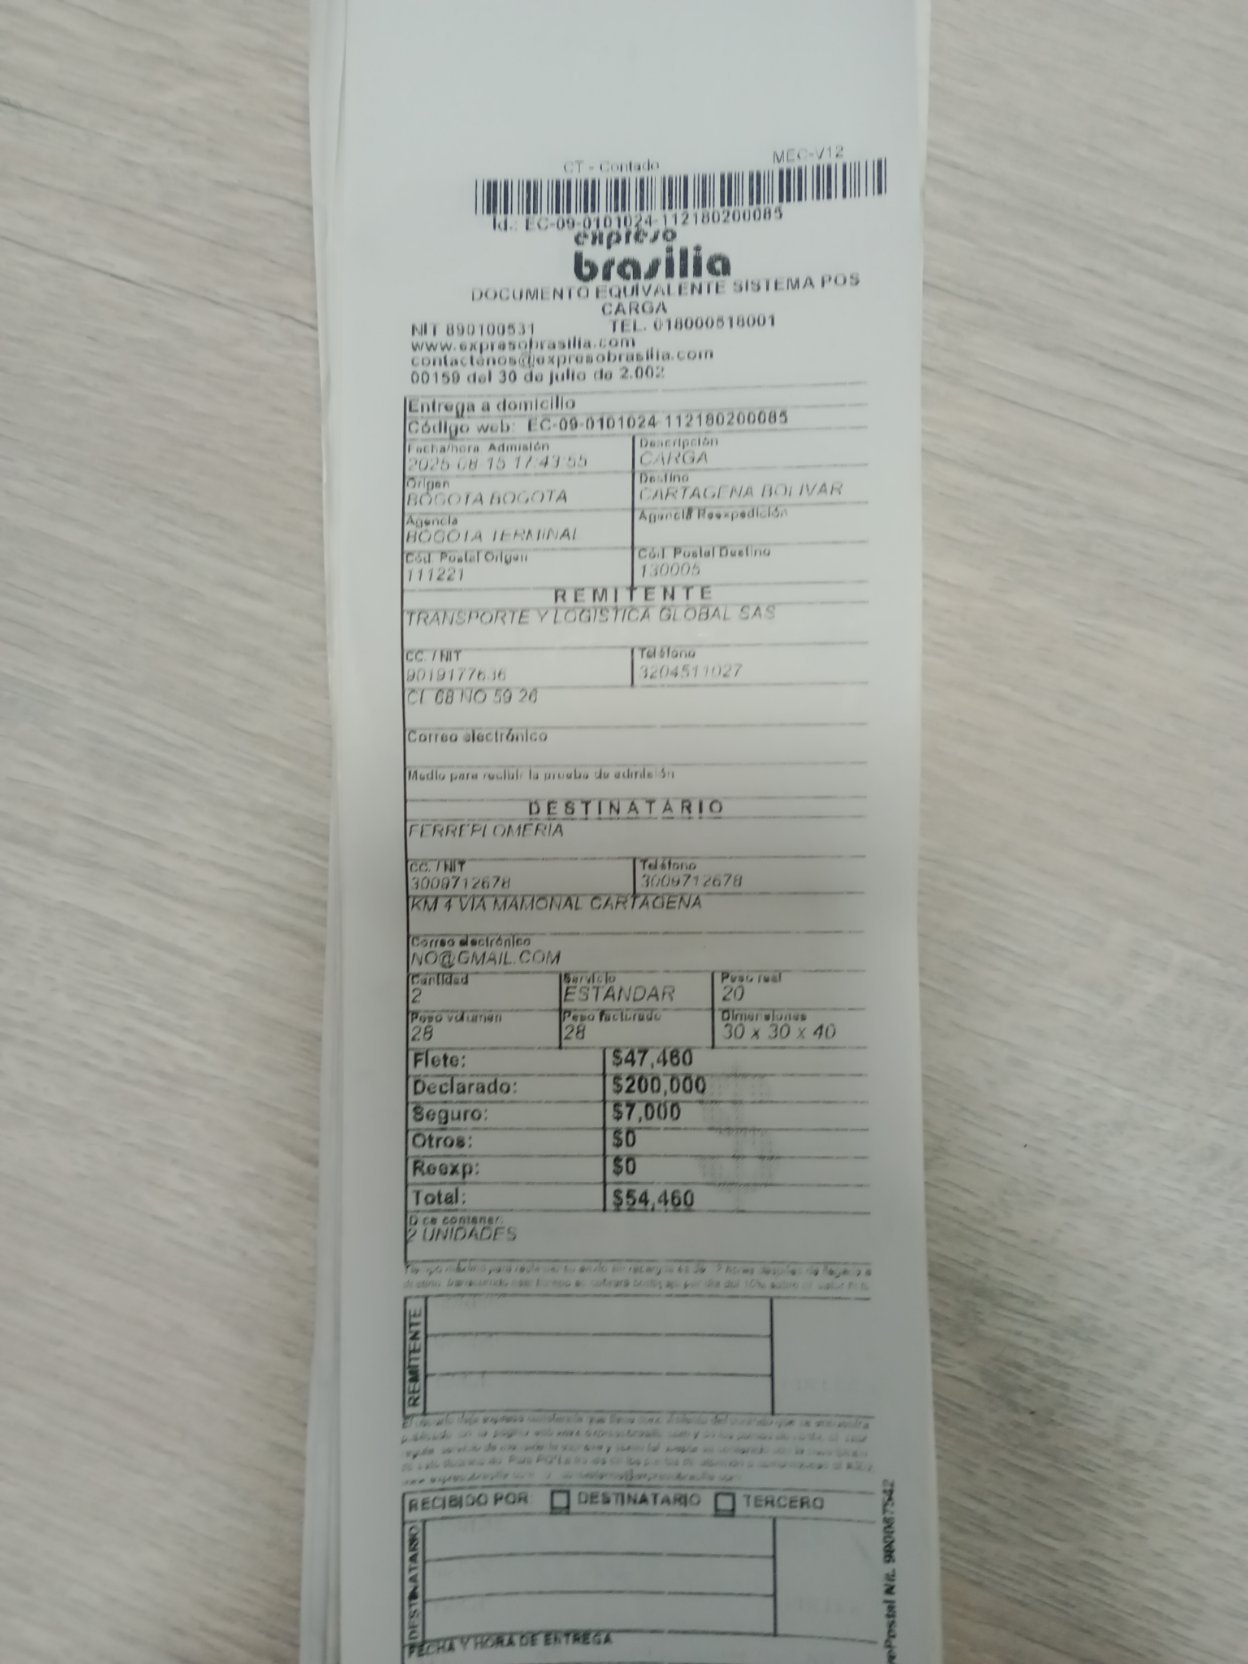 CT - Contado MEC-V12
Id.: EC-09-0101024-112180200085
expreso
brasilia
DOCUMENTO EQUIVALENTE SISTEMA POS
CARGA
NIT 890100531 TEL. 018000518001
www.expresobrasilia.com
contactenos@expresobrasilia.com
00159 del 30 de julio de 2.002
Entrega a domicilio
Código web: EC-09-0101024-112180200085
Fecha/hora Admisión Descripción
2025-08-15 17:43:55 CARGA
Origen Destino
BOGOTA BOGOTA CARTAGENA BOLIVAR
Agencia Agencia Reexpedición
BOGOTA TERMINAL
Cód. Postal Origen Cód. Postal Destino
111221 130005
REMITENTE
TRANSPORTE Y LOGISTICA GLOBAL SAS
CC. / NIT Teléfono
9019177636 3204511027
CL 68 NO 59 26
Correo electrónico
Medio para recibir la prueba de admisión
DESTINATARIO
FERREPLOMERIA
CC. / NIT Teléfono
3009712678 3009712678
KM 4 VIA MAMONAL CARTAGENA
Correo electrónico
NO@GMAIL.COM
Cantidad Servicio Peso real
2 ESTANDAR 20
Peso volumen Peso facturado Dimensiones
28 28 30 x 30 x 40
Flete: $47,460
Declarado: $200,000
Seguro: $7,000
Otros: $0
Reexp: $0
Total: $54,460
Dice contener:
2 UNIDADES
REMITENTE
RECIBIDO POR: DESTINATARIO TERCERO
DESTINATARIO
FECHA Y HORA DE ENTREGA
Nit. 900087542